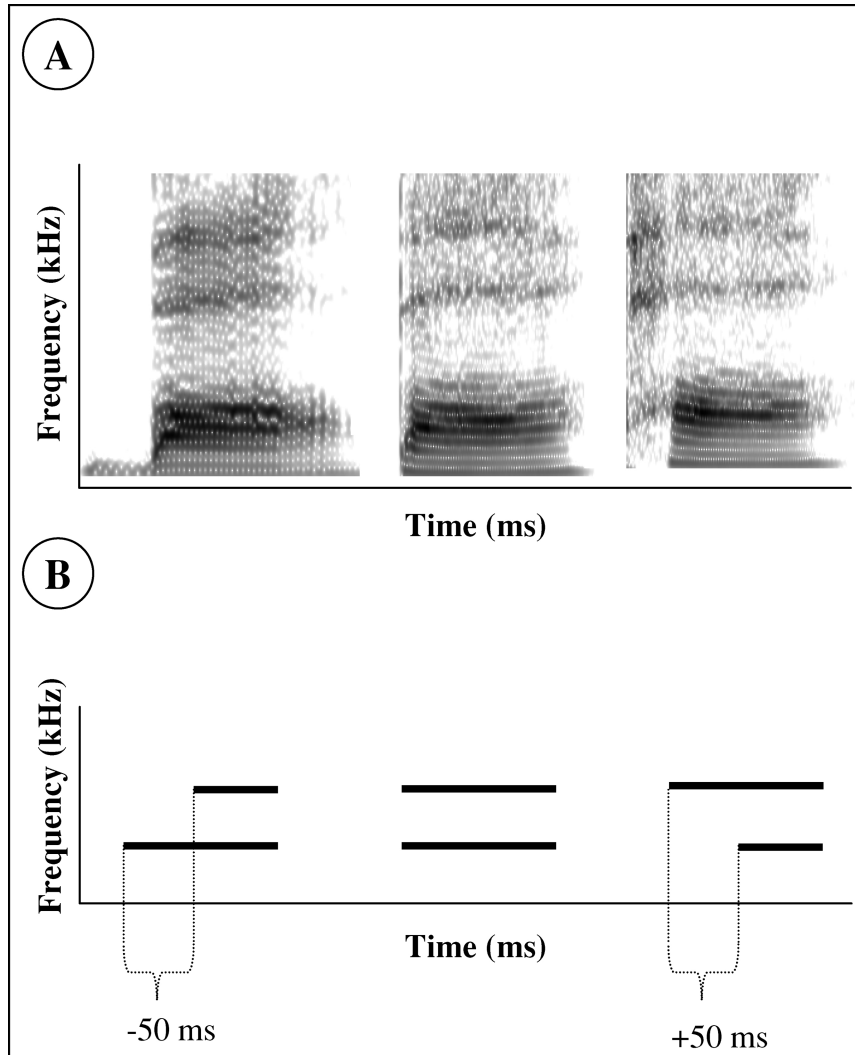 A
Frequency (kHz)
Time (ms)
B
Frequency (kHz)
Time (ms)
-50 ms
+50 ms